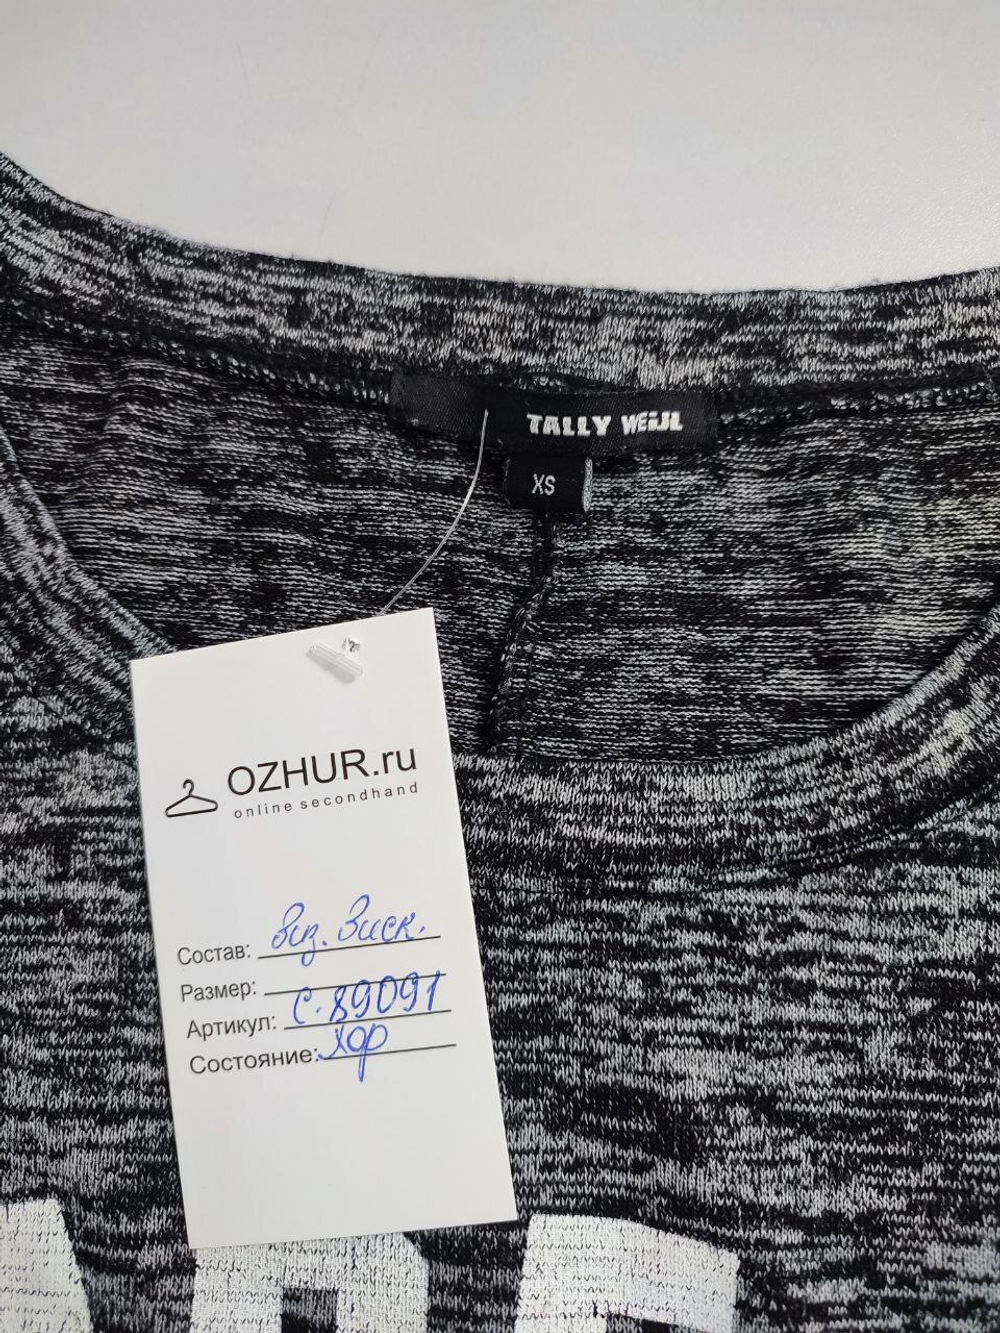 TALLY WEiJL
XS
OZHUR.ru
online secondhand
Состав: Виз. Виск.
Размер:
Артикул: С. 89091
Состояние: хор